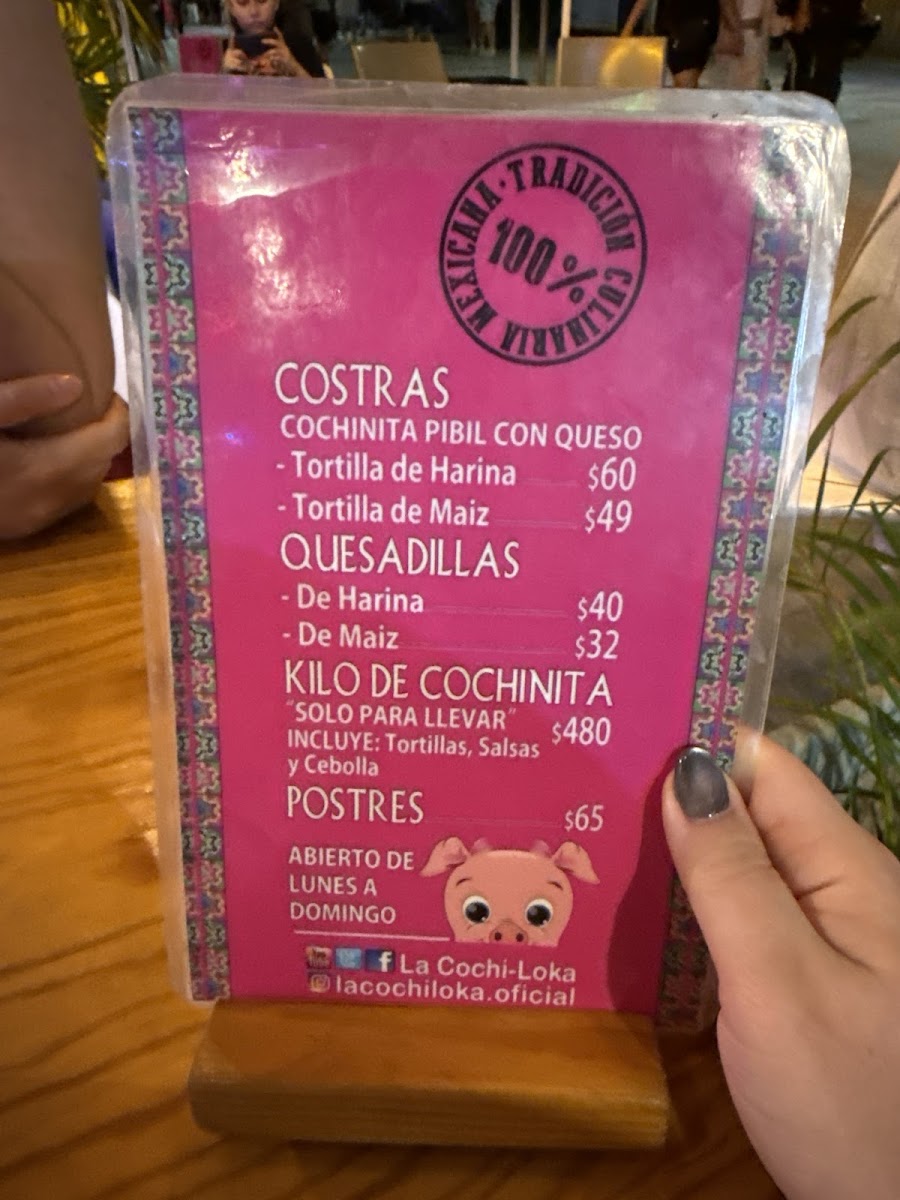 MEXICANA · TRADICIÓN CULINARIA
100%
COSTRAS
COCHINITA PIBIL CON QUESO
- Tortilla de Harina $60
- Tortilla de Maiz $49
QUESADILLAS
- De Harina $40
- De Maiz $32
KILO DE COCHINITA
"SOLO PARA LLEVAR" $480
INCLUYE: Tortillas, Salsas
y Cebolla
POSTRES $65
ABIERTO DE
LUNES A
DOMINGO
f La Cochi-Loka
lacochiloka.oficial